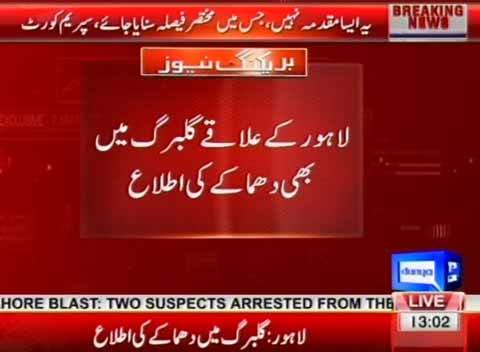 یہ ایسا مقدمہ نہیں، جس میں مختصر فیصلہ سنایا جائے، سپریم کورٹ
BREAKING
NEWS
بریکنگ نیوز
لاہور کے علاقے گلبرگ میں
بھی دھماکے کی اطلاع
dunya
HORE BLAST: TWO SUSPECTS ARRESTED FROM THE
LIVE
لاہور: گلبرگ میں دھماکے کی اطلاع
13:02